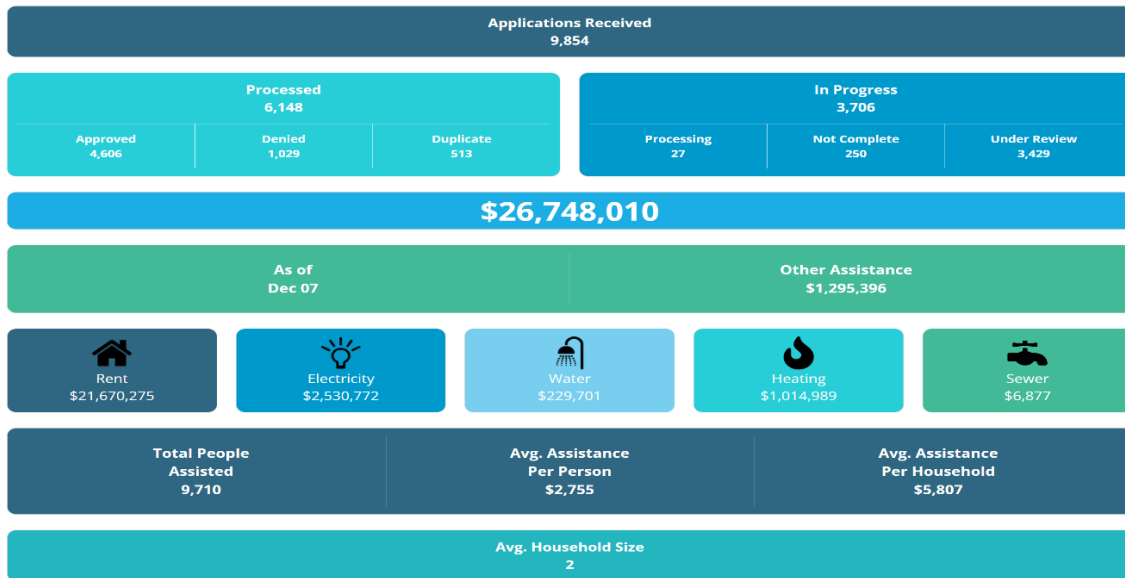 Applications Received
9,854
Processed
6,148
Approved
4,606
Denied
1,029
Duplicate
513
In Progress
3,706
Processing
27
Not Complete
250
Under Review
3,429
$26,748,010
As of
Dec 07
Other Assistance
$1,295,396
Rent
$21,670,275
Electricity
$2,530,772
Water
$229,701
Heating
$1,014,989
Sewer
$6,877
Total People
Assisted
9,710
Avg. Assistance
Per Person
$2,755
Avg. Assistance
Per Household
$5,807
Avg. Household Size
2